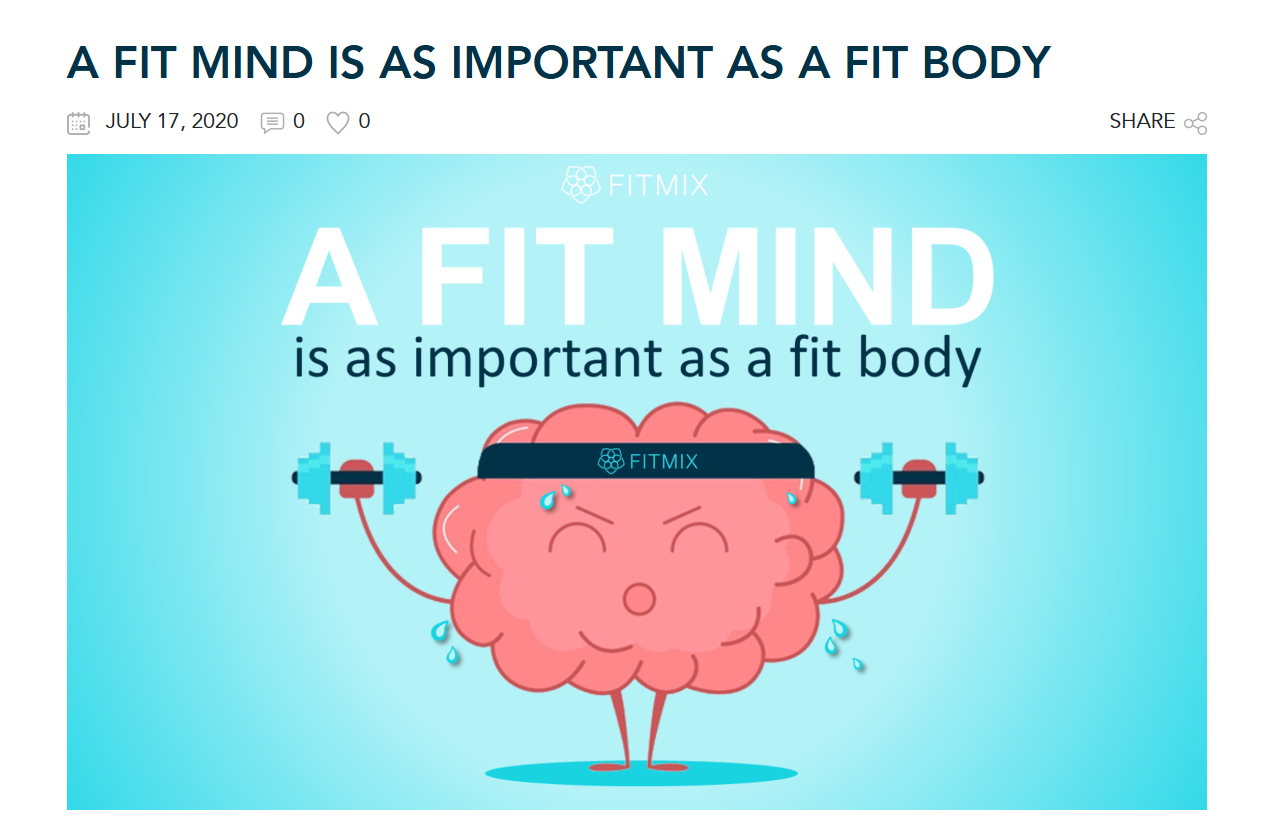 A FIT MIND IS AS IMPORTANT AS A FIT BODY
JULY 17, 2020 0 0 SHARE
FITMIX
A FIT MIND
is as important as a fit body
FITMIX